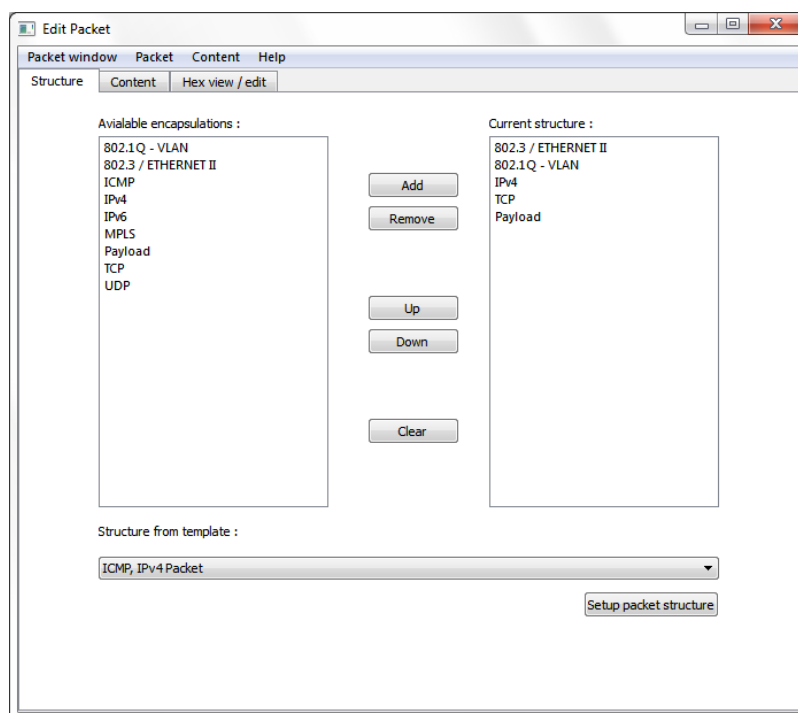 Edit Packet
Packet window Packet Content Help
Structure Content Hex view / edit
Avialable encapsulations :
802.1Q - VLAN
802.3 / ETHERNET II
ICMP
IPv4
IPv6
MPLS
Payload
TCP
UDP
Add
Remove
Up
Down
Clear
Current structure :
802.3 / ETHERNET II
802.1Q - VLAN
IPv4
TCP
Payload
Structure from template :
ICMP, IPv4 Packet
Setup packet structure